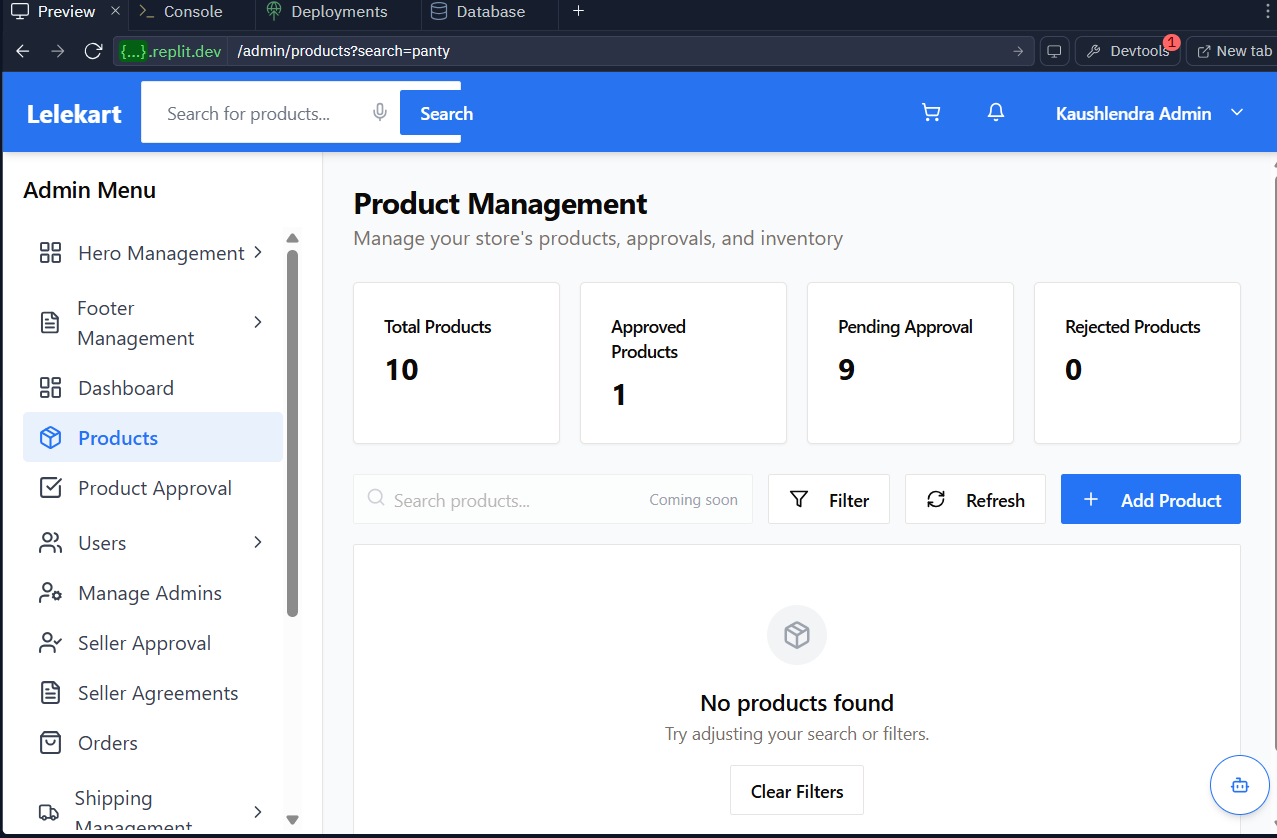 Preview
Console
Deployments
Database
{...}.replit.dev /admin/products?search=panty
Devtools
1
New tab
Lelekart
Search for products...
Search
Kaushlendra Admin
Admin Menu
Hero Management
Footer
Management
Dashboard
Products
Product Approval
Users
Manage Admins
Seller Approval
Seller Agreements
Orders
Shipping
Management
Product Management
Manage your store's products, approvals, and inventory
Total Products
10
Approved
Products
1
Pending Approval
9
Rejected Products
0
Search products...
Coming soon
Filter
Refresh
Add Product
No products found
Try adjusting your search or filters.
Clear Filters